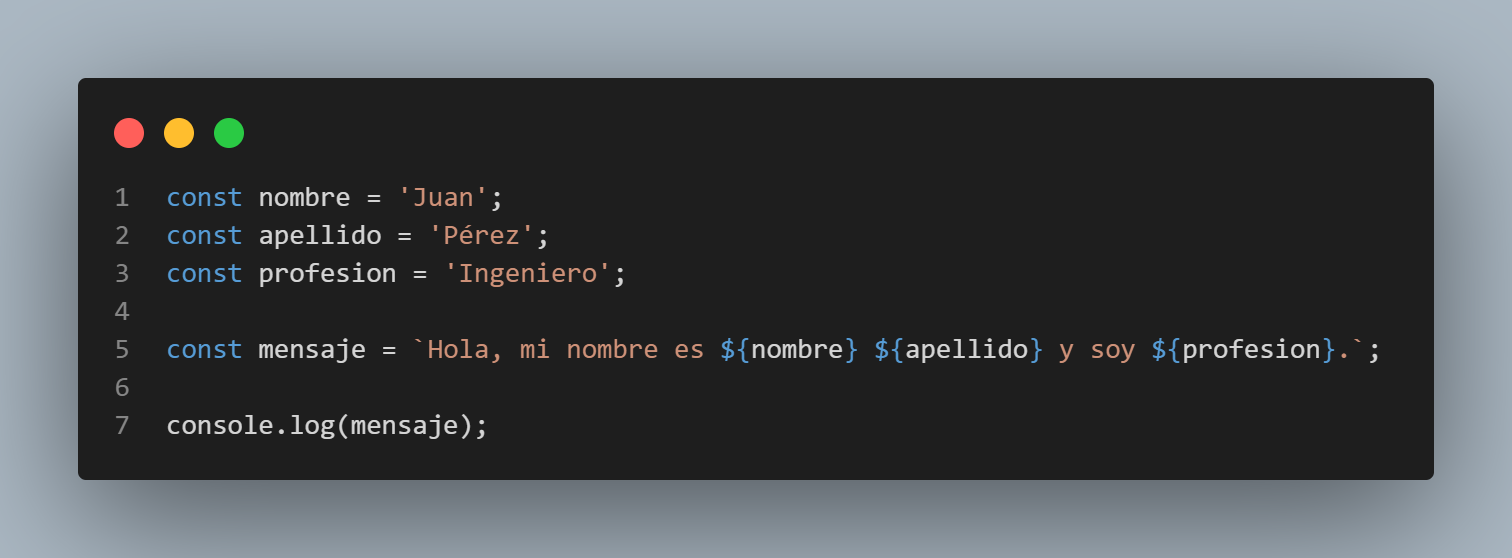 1 const nombre = 'Juan';
2 const apellido = 'Pérez';
3 const profesion = 'Ingeniero';
4
5 const mensaje = `Hola, mi nombre es ${nombre} ${apellido} y soy ${profesion}.`;
6
7 console.log(mensaje);